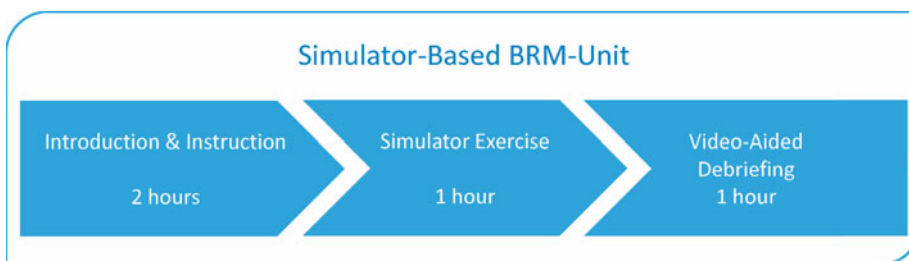 Simulator-Based BRM-Unit
Introduction & Instruction
2 hours
Simulator Exercise
1 hour
Video-Aided
Debriefing
1 hour